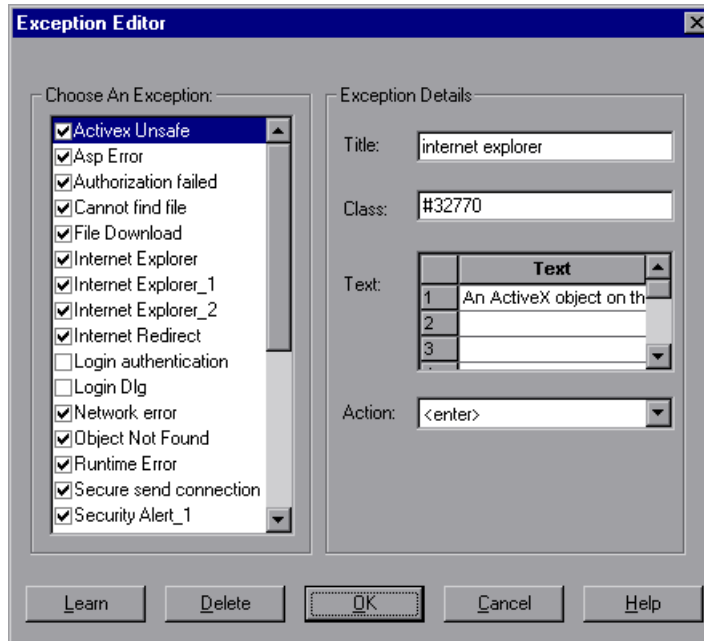 Exception Editor
Choose An Exception:
Activex Unsafe
Asp Error
Authorization failed
Cannot find file
File Download
Internet Explorer
Internet Explorer_1
Internet Explorer_2
Internet Redirect
Login authentication
Login Dlg
Network error
Object Not Found
Runtime Error
Secure send connection
Security Alert_1
Exception Details
Title: internet explorer
Class: #32770
Text:
Text
1 An ActiveX object on th
2
3
Action: <enter>
Learn Delete OK Cancel Help